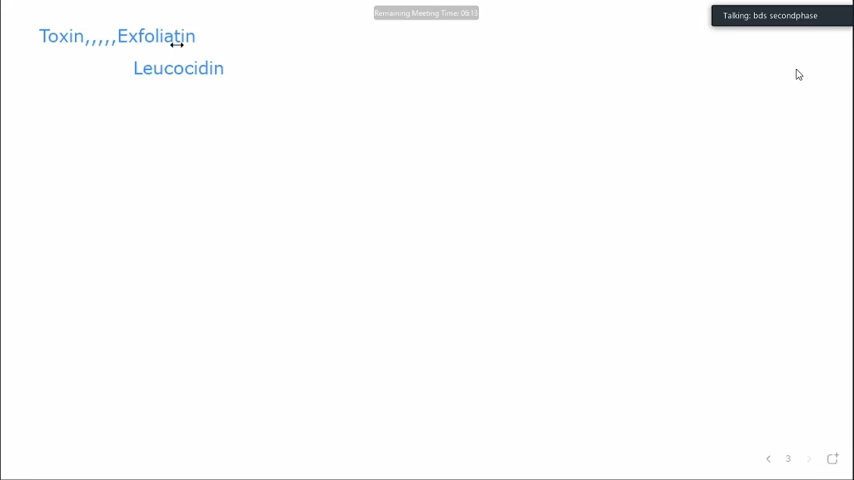 Remaining Meeting Time: 06:13
Talking: bds secondphase
Toxin,,,,,Exfoliatin
Leucocidin
3